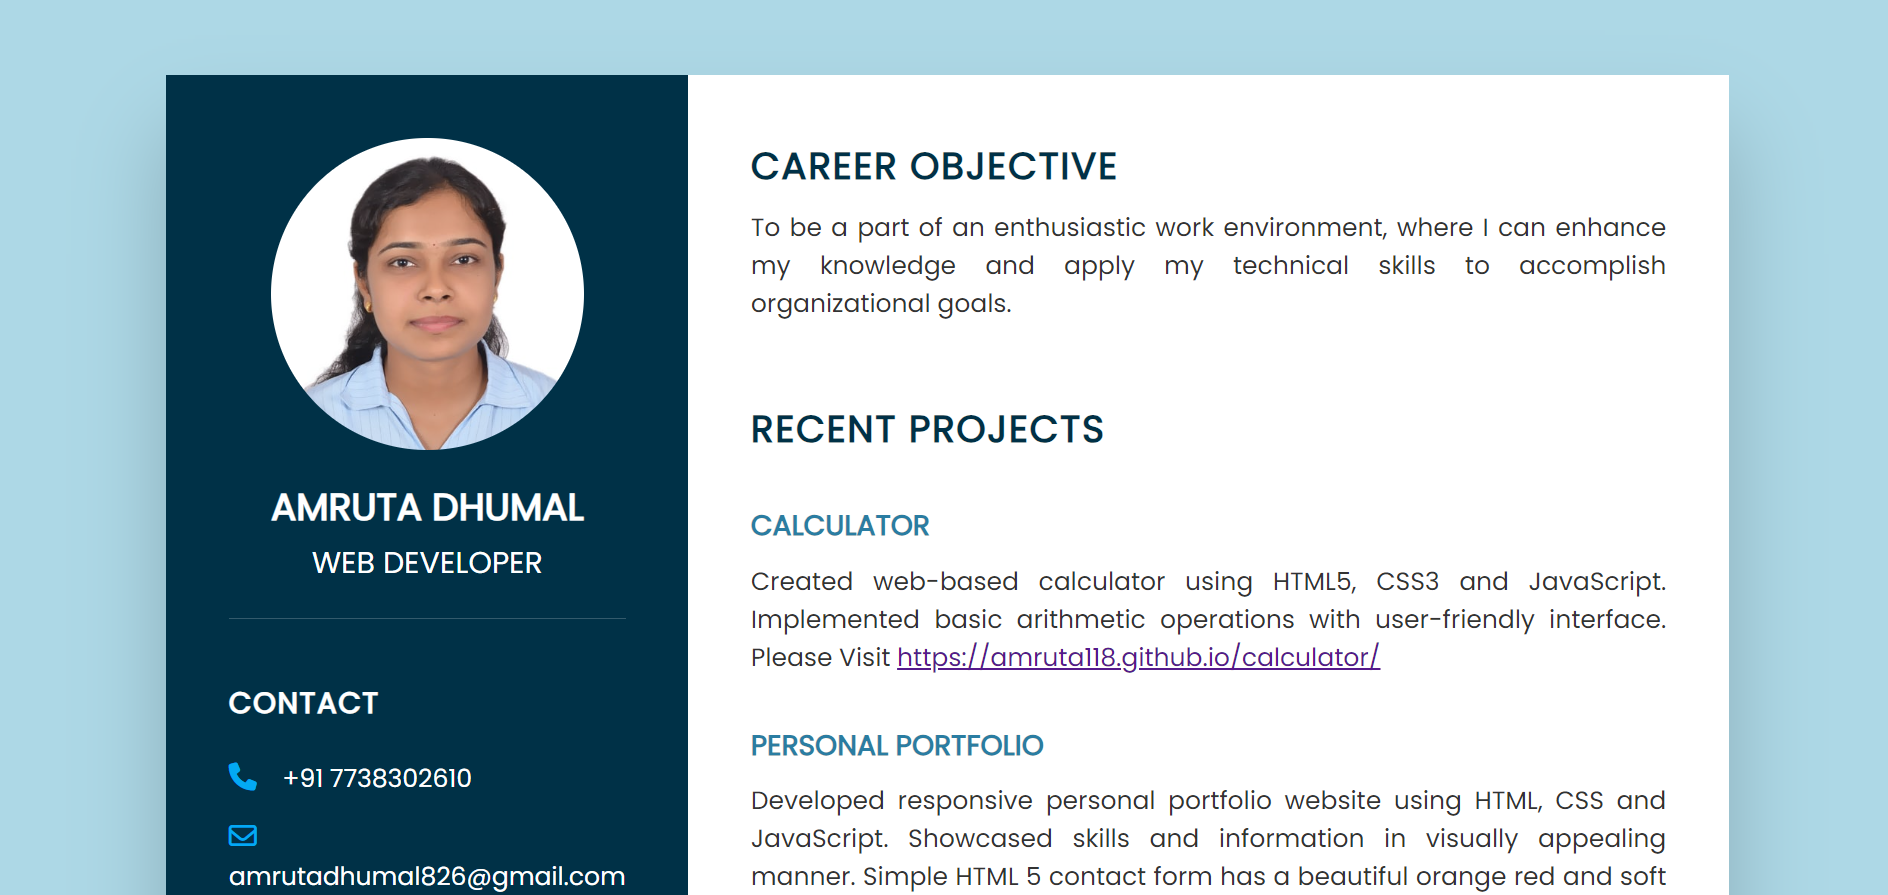 AMRUTA DHUMAL
WEB DEVELOPER
CONTACT
+91 7738302610
amrutadhumal826@gmail.com
CAREER OBJECTIVE
To be a part of an enthusiastic work environment, where I can enhance
my knowledge and apply my technical skills to accomplish
organizational goals.
RECENT PROJECTS
CALCULATOR
Created web-based calculator using HTML5, CSS3 and JavaScript.
Implemented basic arithmetic operations with user-friendly interface.
Please Visit https://amruta118.github.io/calculator/
PERSONAL PORTFOLIO
Developed responsive personal portfolio website using HTML, CSS and
JavaScript. Showcased skills and information in visually appealing
manner. Simple HTML 5 contact form has a beautiful orange red and soft